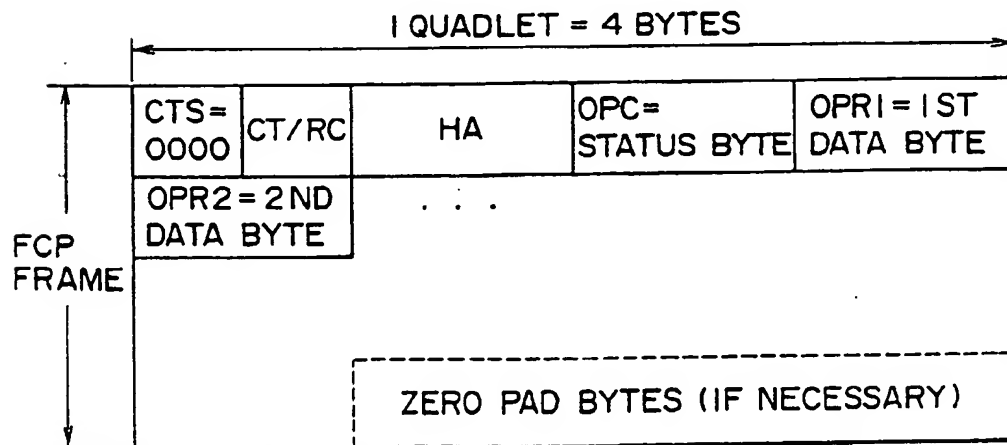 1 QUADLET = 4 BYTES
CTS=
0000
CT/RC
HA
OPC=
STATUS BYTE
OPR1 = 1ST
DATA BYTE
OPR2 = 2ND
DATA BYTE
. . .
FCP
FRAME
ZERO PAD BYTES (IF NECESSARY)